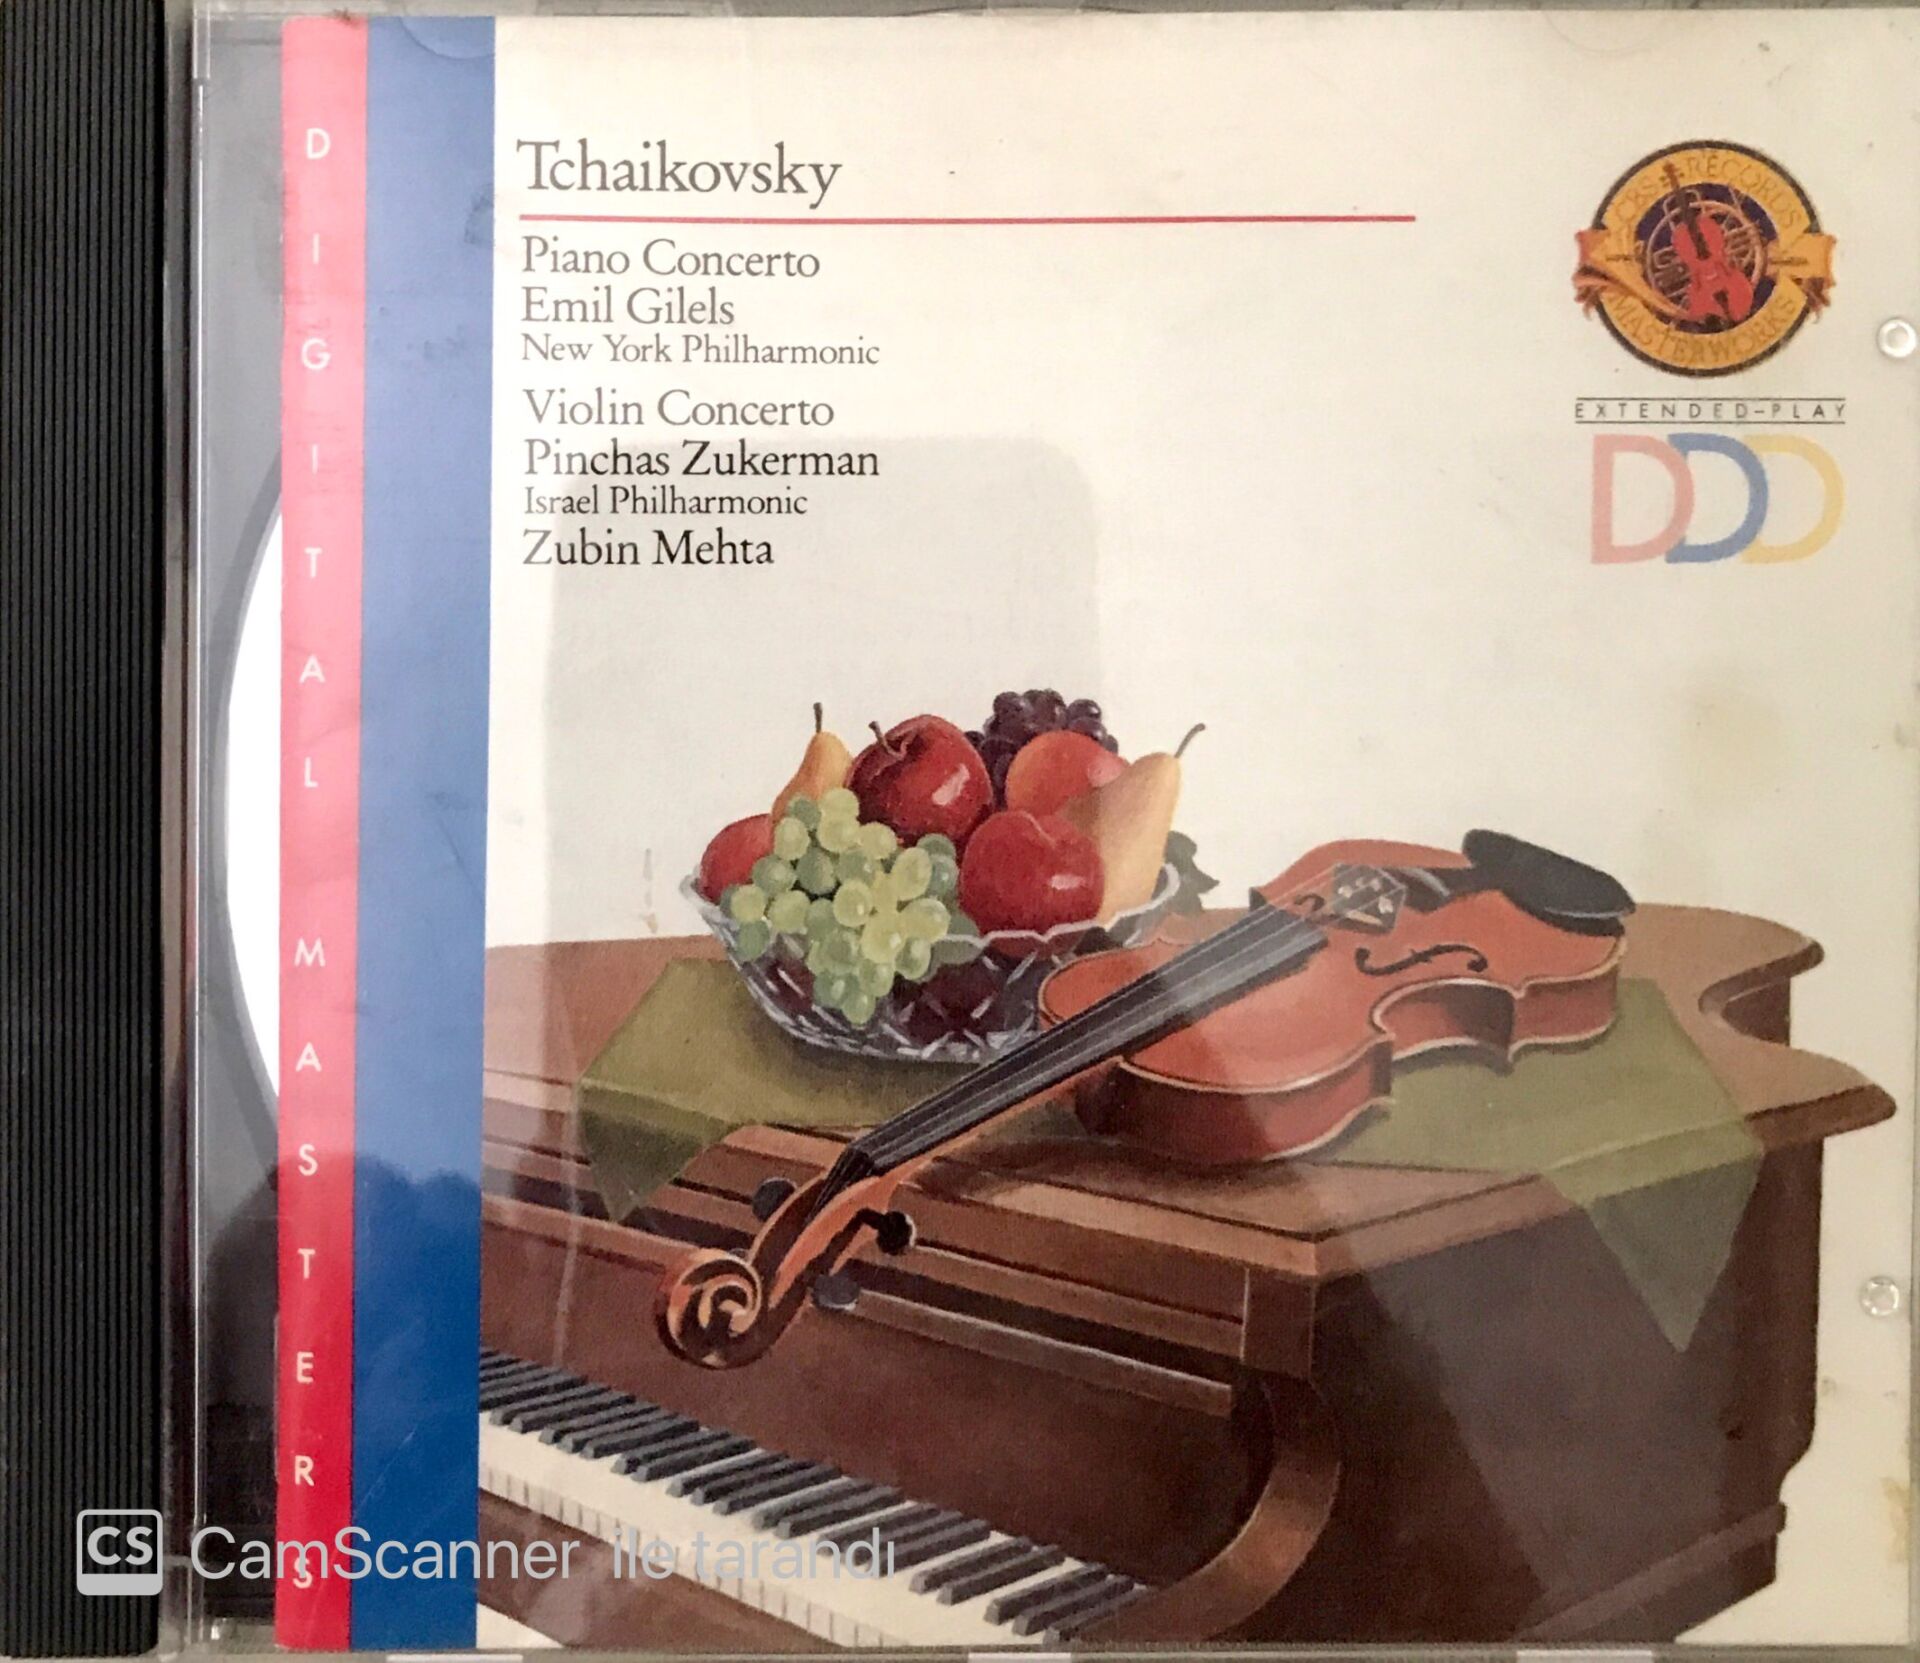 DIGITAL MASTERS
Tchaikovsky
Piano Concerto
Emil Gilels
New York Philharmonic
Violin Concerto
Pinchas Zukerman
Israel Philharmonic
Zubin Mehta
CBS RECORDS
MASTERWORKS
EXTENDED-PLAY
DDD
CS CamScanner ile tarandı